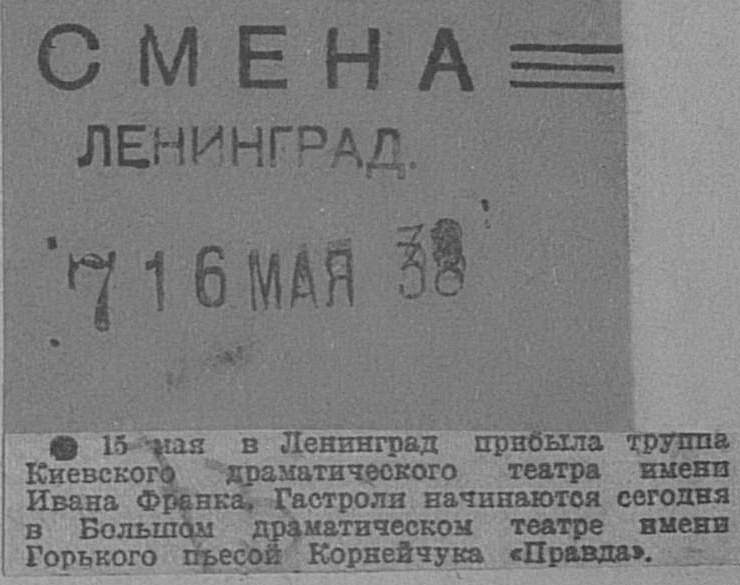 СМЕНА
ЛЕНИНГРАД.
7 16 МАЯ 38
15 мая в Ленинград прибыла труппа
Киевского драматического театра имени
Ивана Франка. Гастроли начинаются сегодня
в Большом драматическом театре имени
Горького пьесой Корнейчука «Правда».